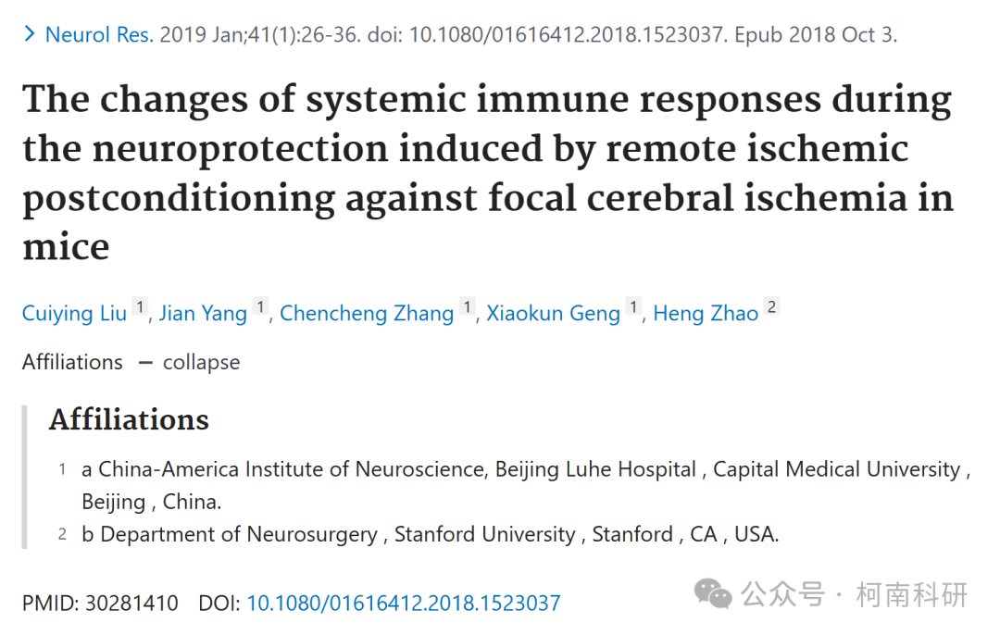 > Neurol Res. 2019 Jan;41(1):26-36. doi: 10.1080/01616412.2018.1523037. Epub 2018 Oct 3.
The changes of systemic immune responses during
the neuroprotection induced by remote ischemic
postconditioning against focal cerebral ischemia in
mice
Cuiying Liu 1, Jian Yang 1, Chencheng Zhang 1, Xiaokun Geng 1, Heng Zhao 2
Affiliations — collapse
Affiliations
1 a China-America Institute of Neuroscience, Beijing Luhe Hospital , Capital Medical University ,
Beijing , China.
2 b Department of Neurosurgery , Stanford University , Stanford , CA , USA.
PMID: 30281410 DOI: 10.1080/01616412.2018.1523037
公众号 · 柯南科研